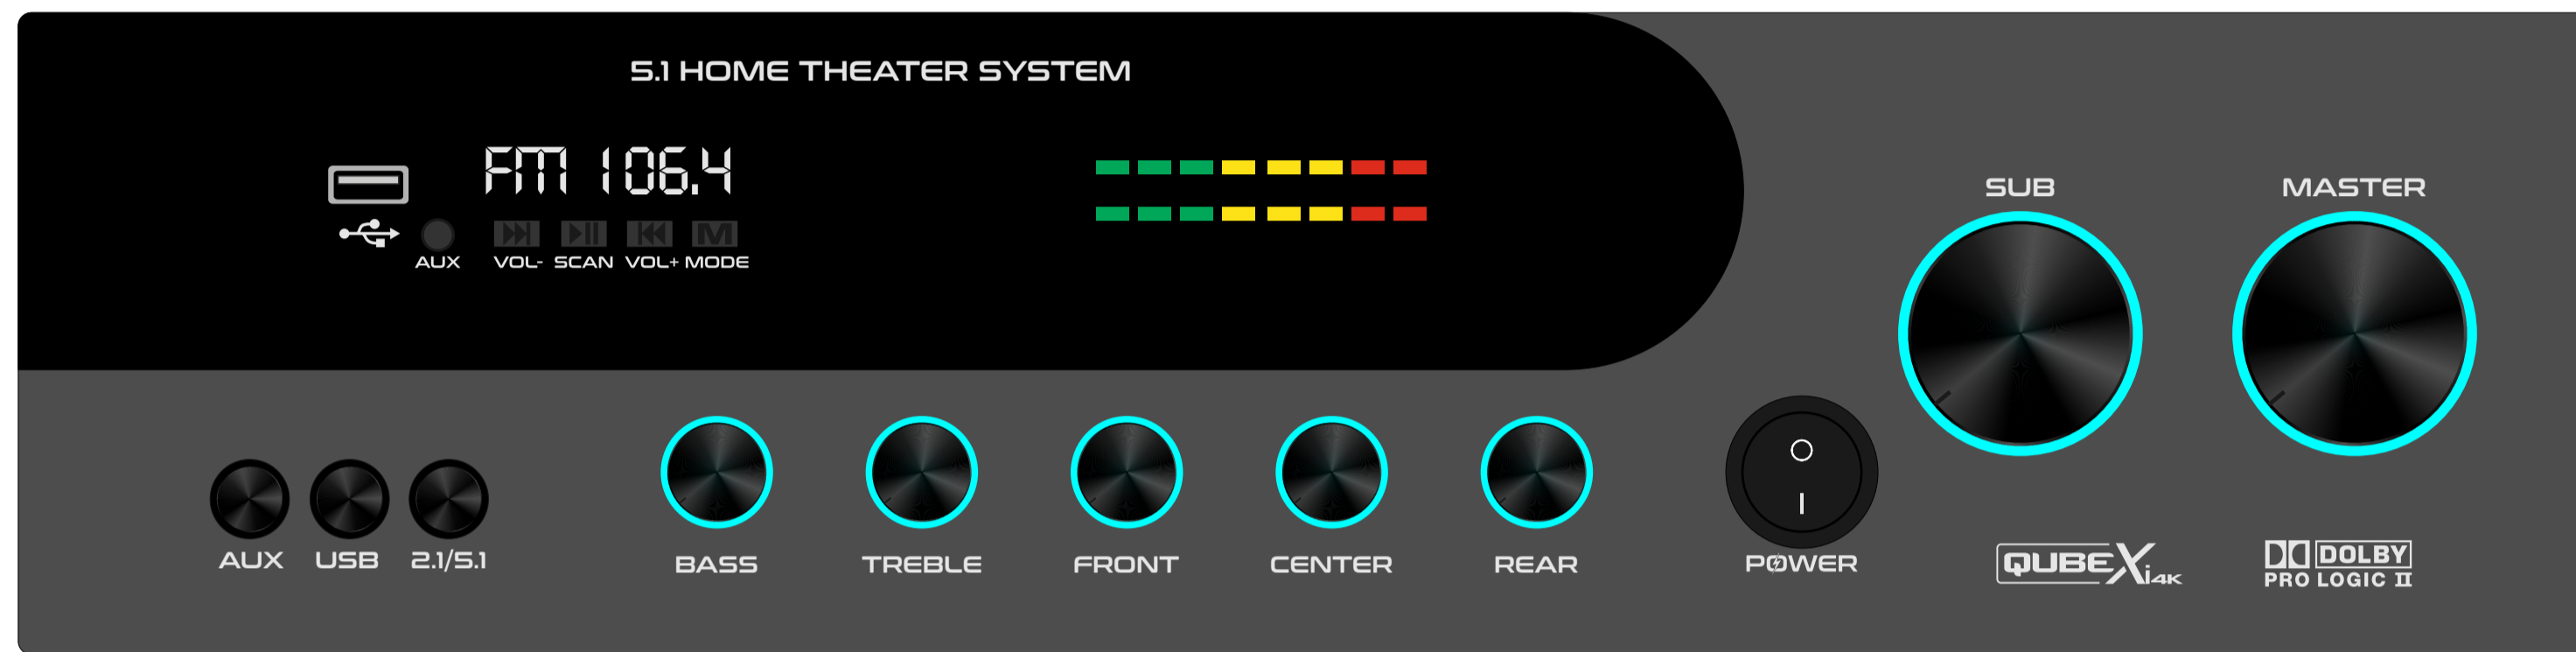 5.1 HOME THEATER SYSTEM
FM 106.4
M
AUX VOL- SCAN VOL+ MODE
SUB MASTER
AUX USB 2.1/5.1
BASS TREBLE FRONT CENTER REAR
POWER
QUBEXi4K
DOLBY
PRO LOGIC II